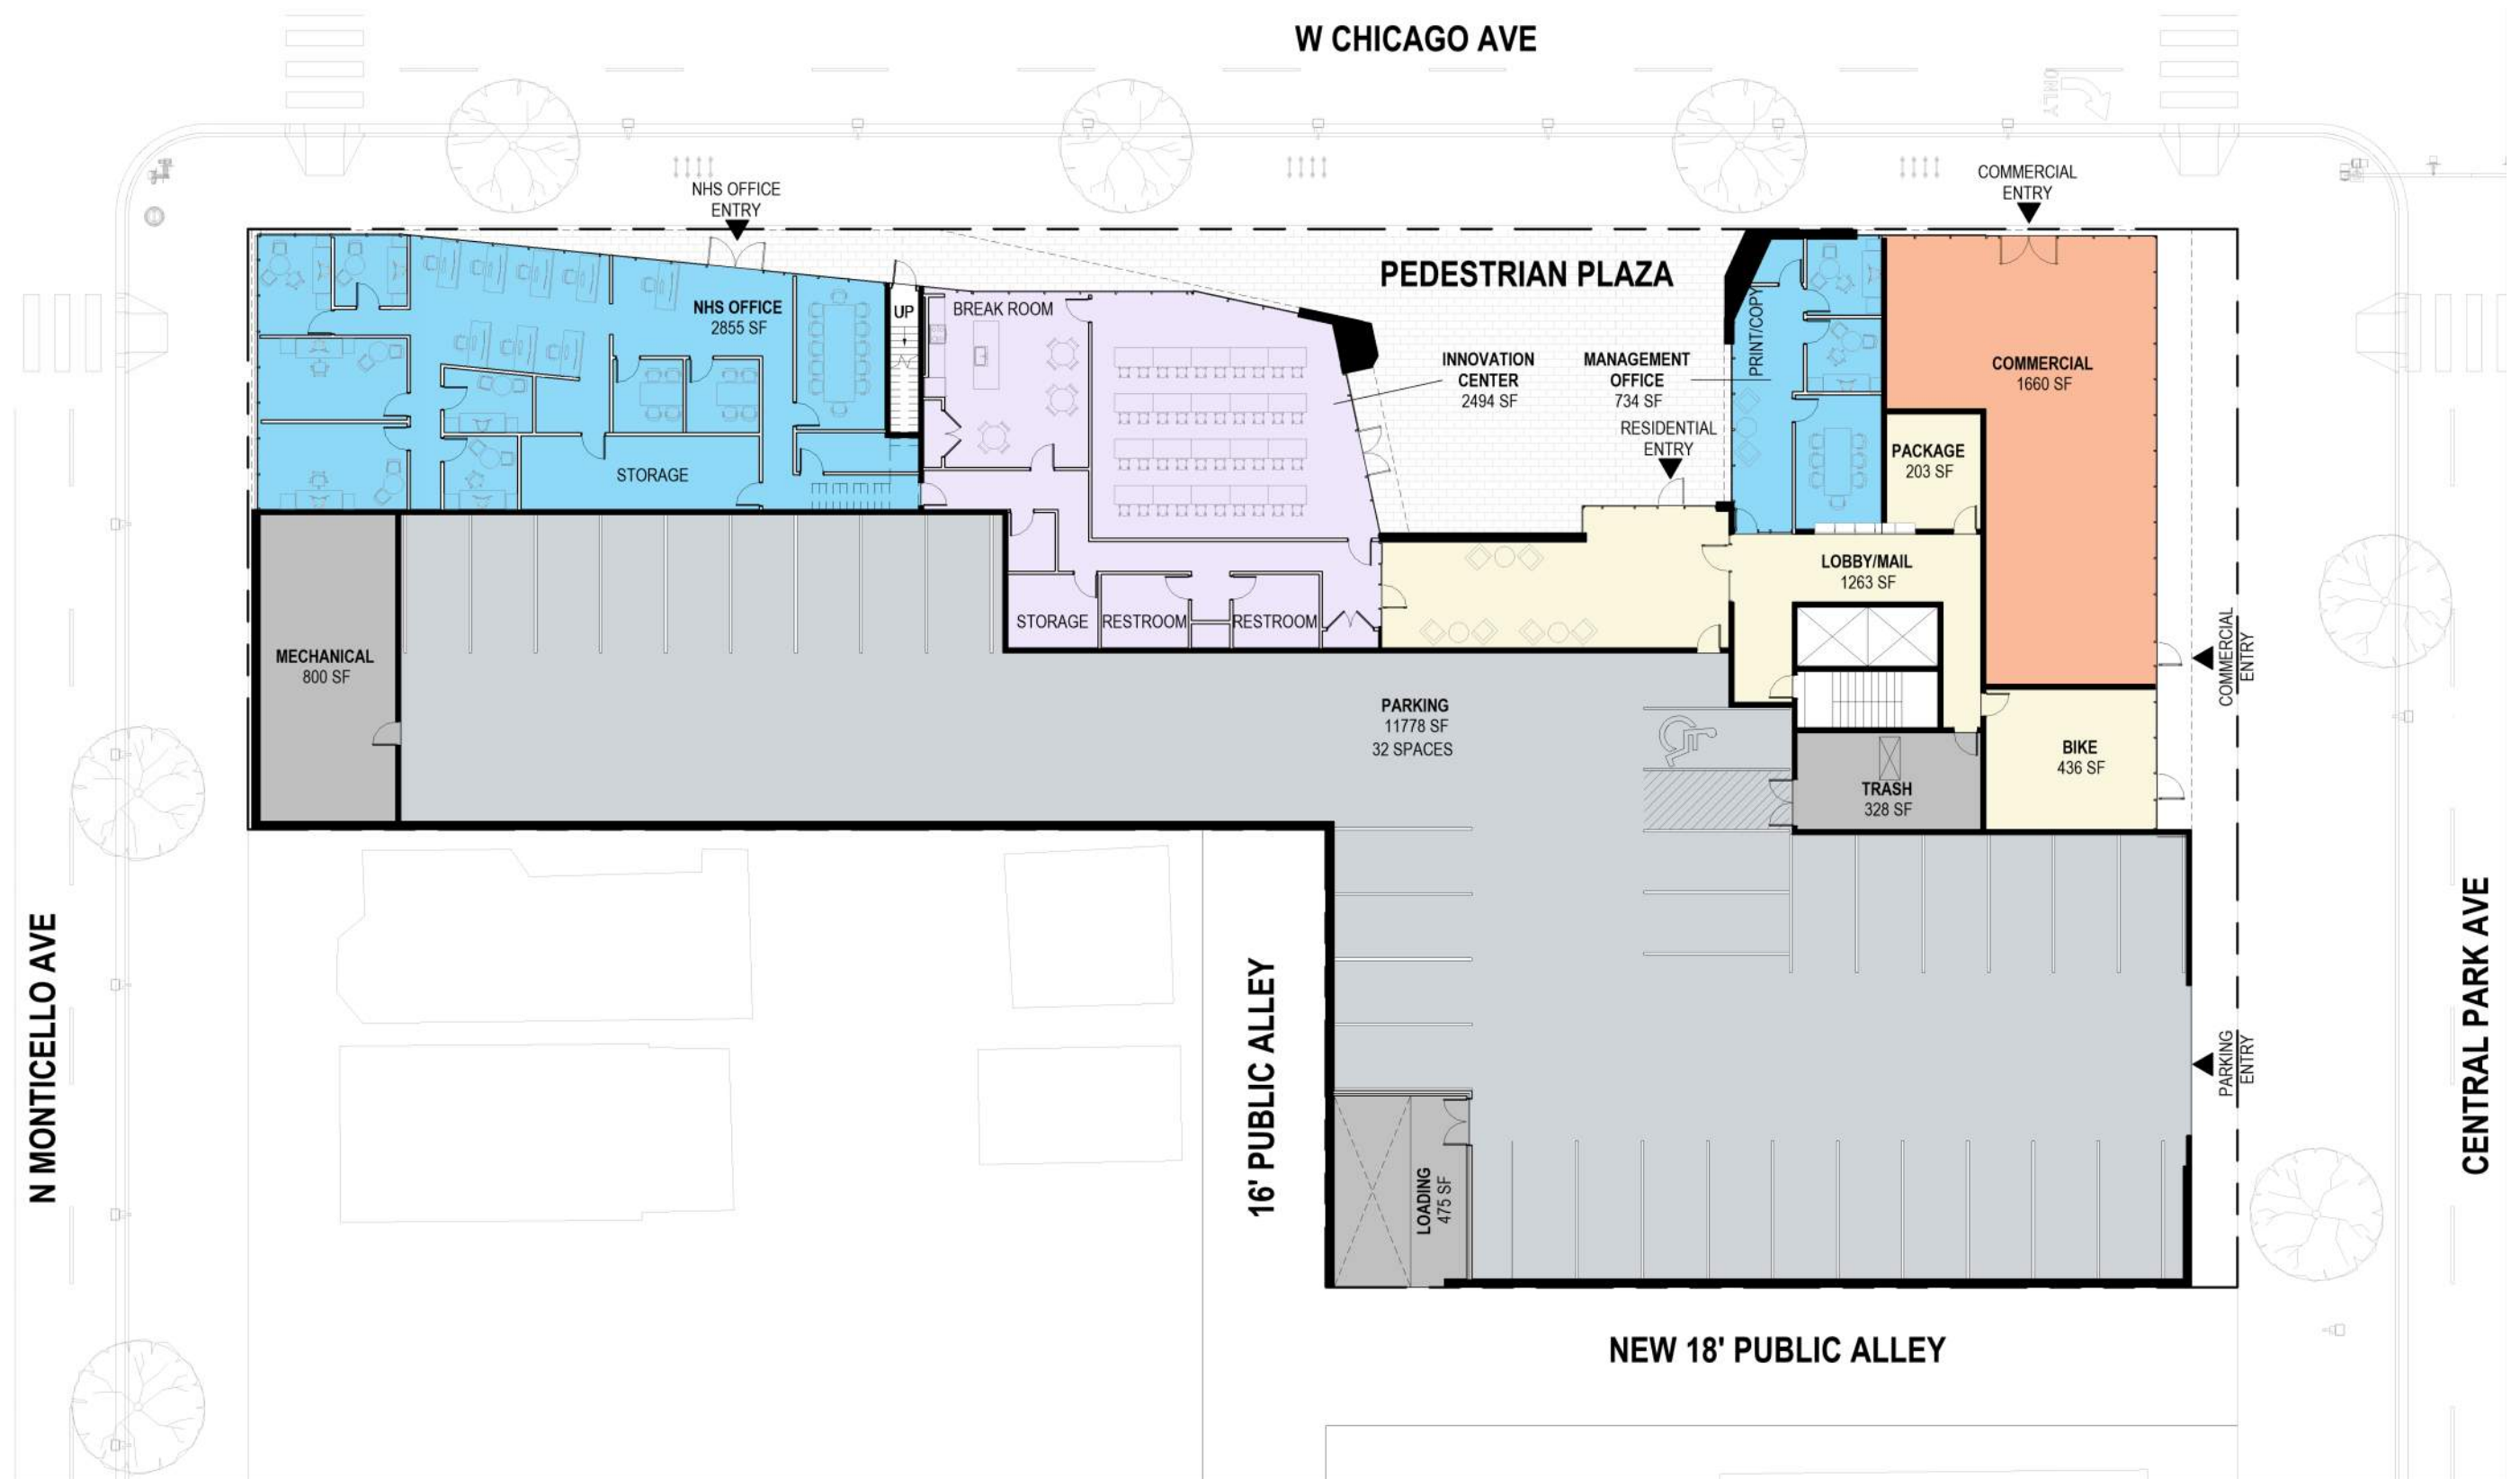 W CHICAGO AVE
ONLY
NHS OFFICE
ENTRY
COMMERCIAL
ENTRY
PEDESTRIAN PLAZA
NHS OFFICE
2855 SF
UP
BREAK ROOM
PRINT/COPY
INNOVATION
CENTER
2494 SF
MANAGEMENT
OFFICE
734 SF
COMMERCIAL
1660 SF
RESIDENTIAL
ENTRY
PACKAGE
203 SF
STORAGE
LOBBY/MAIL
1263 SF
STORAGE
RESTROOM
RESTROOM
MECHANICAL
800 SF
COMMERCIAL
ENTRY
PARKING
11778 SF
32 SPACES
BIKE
436 SF
TRASH
328 SF
N MONTICELLO AVE
16' PUBLIC ALLEY
LOADING
475 SF
PARKING
ENTRY
CENTRAL PARK AVE
NEW 18' PUBLIC ALLEY